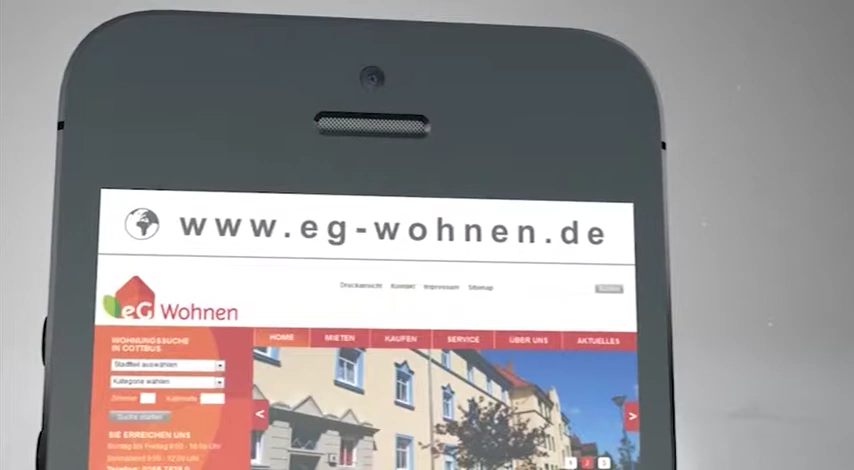 www.eg-wohnen.de
Druckansicht Kontakt Impressum Sitemap
eG Wohnen
HOME MIETEN KAUFEN SERVICE ÜBER UNS AKTUELLES
WOHNUNGSSUCHE
IN COTTBUS
Stadtteil auswählen
Kategorie wählen
Zimmer
Suche starten
< >
SIE ERREICHEN UNS
1 2 3